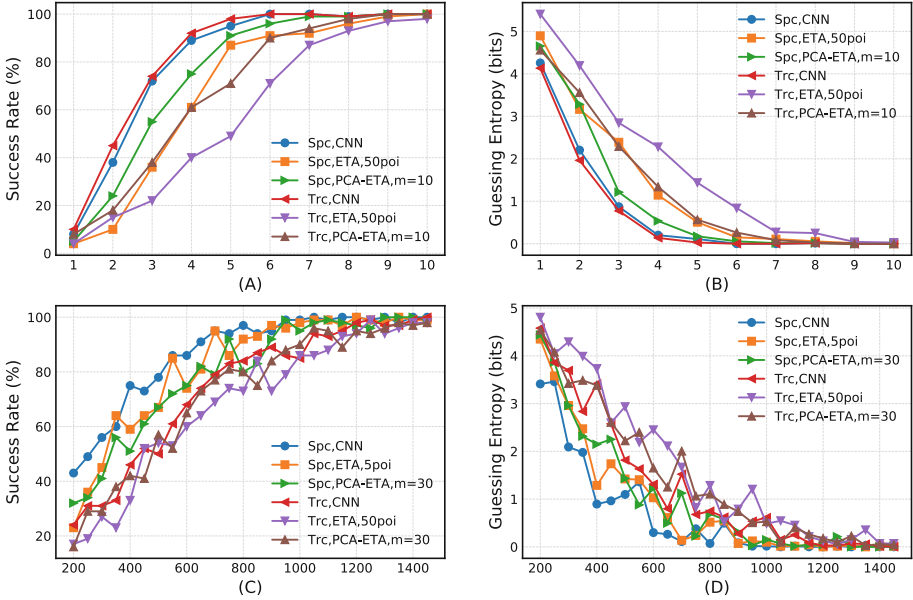 Success Rate (%)
100
80
60
40
20
0
Spc,CNN
Spc,ETA,50poi
Spc,PCA-ETA,m=10
Trc,CNN
Trc,ETA,50poi
Trc,PCA-ETA,m=10
1 2 3 4 5 6 7 8 9 10
(A)
Guessing Entropy (bits)
5
4
3
2
1
0
Spc,CNN
Spc,ETA,50poi
Spc,PCA-ETA,m=10
Trc,CNN
Trc,ETA,50poi
Trc,PCA-ETA,m=10
1 2 3 4 5 6 7 8 9 10
(B)
Success Rate (%)
100
80
60
40
20
Spc,CNN
Spc,ETA,5poi
Spc,PCA-ETA,m=30
Trc,CNN
Trc,ETA,50poi
Trc,PCA-ETA,m=30
200 400 600 800 1000 1200 1400
(C)
Guessing Entropy (bits)
5
4
3
2
1
0
Spc,CNN
Spc,ETA,5poi
Spc,PCA-ETA,m=30
Trc,CNN
Trc,ETA,50poi
Trc,PCA-ETA,m=30
200 400 600 800 1000 1200 1400
(D)